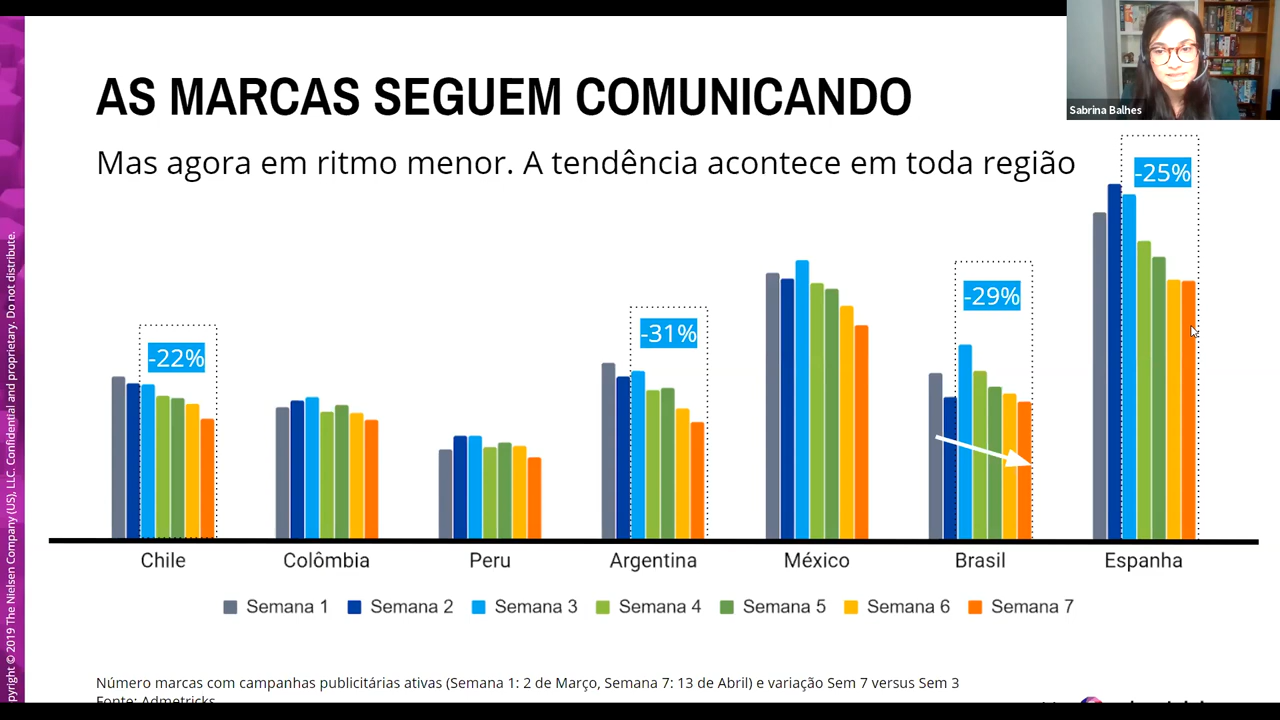 AS MARCAS SEGUEM COMUNICANDO
Sabrina Balhes
Mas agora em ritmo menor. A tendência acontece em toda região
-25%
-29%
-31%
-22%
Chile Colômbia Peru Argentina México Brasil Espanha
Semana 1 Semana 2 Semana 3 Semana 4 Semana 5 Semana 6 Semana 7
Número marcas com campanhas publicitárias ativas (Semana 1: 2 de Março, Semana 7: 13 de Abril) e variação Sem 7 versus Sem 3
Fonte: Admetricks
pyright © 2019 The Nielsen Company (US), LLC. Confidential and proprietary. Do not distribute.